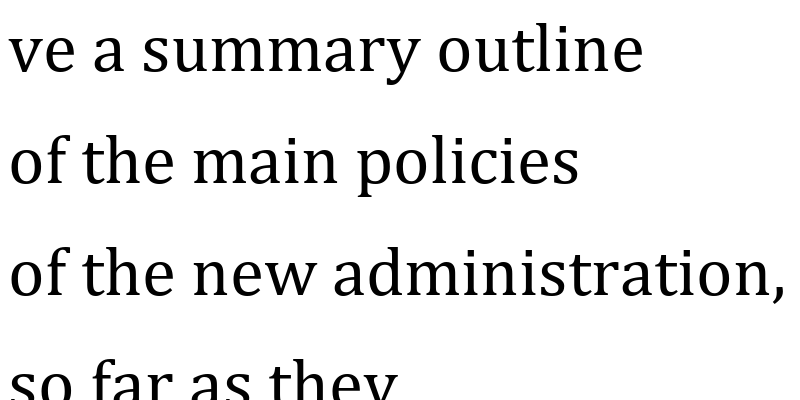 ve a summary outline
of the main policies
of the new administration,
so far as they